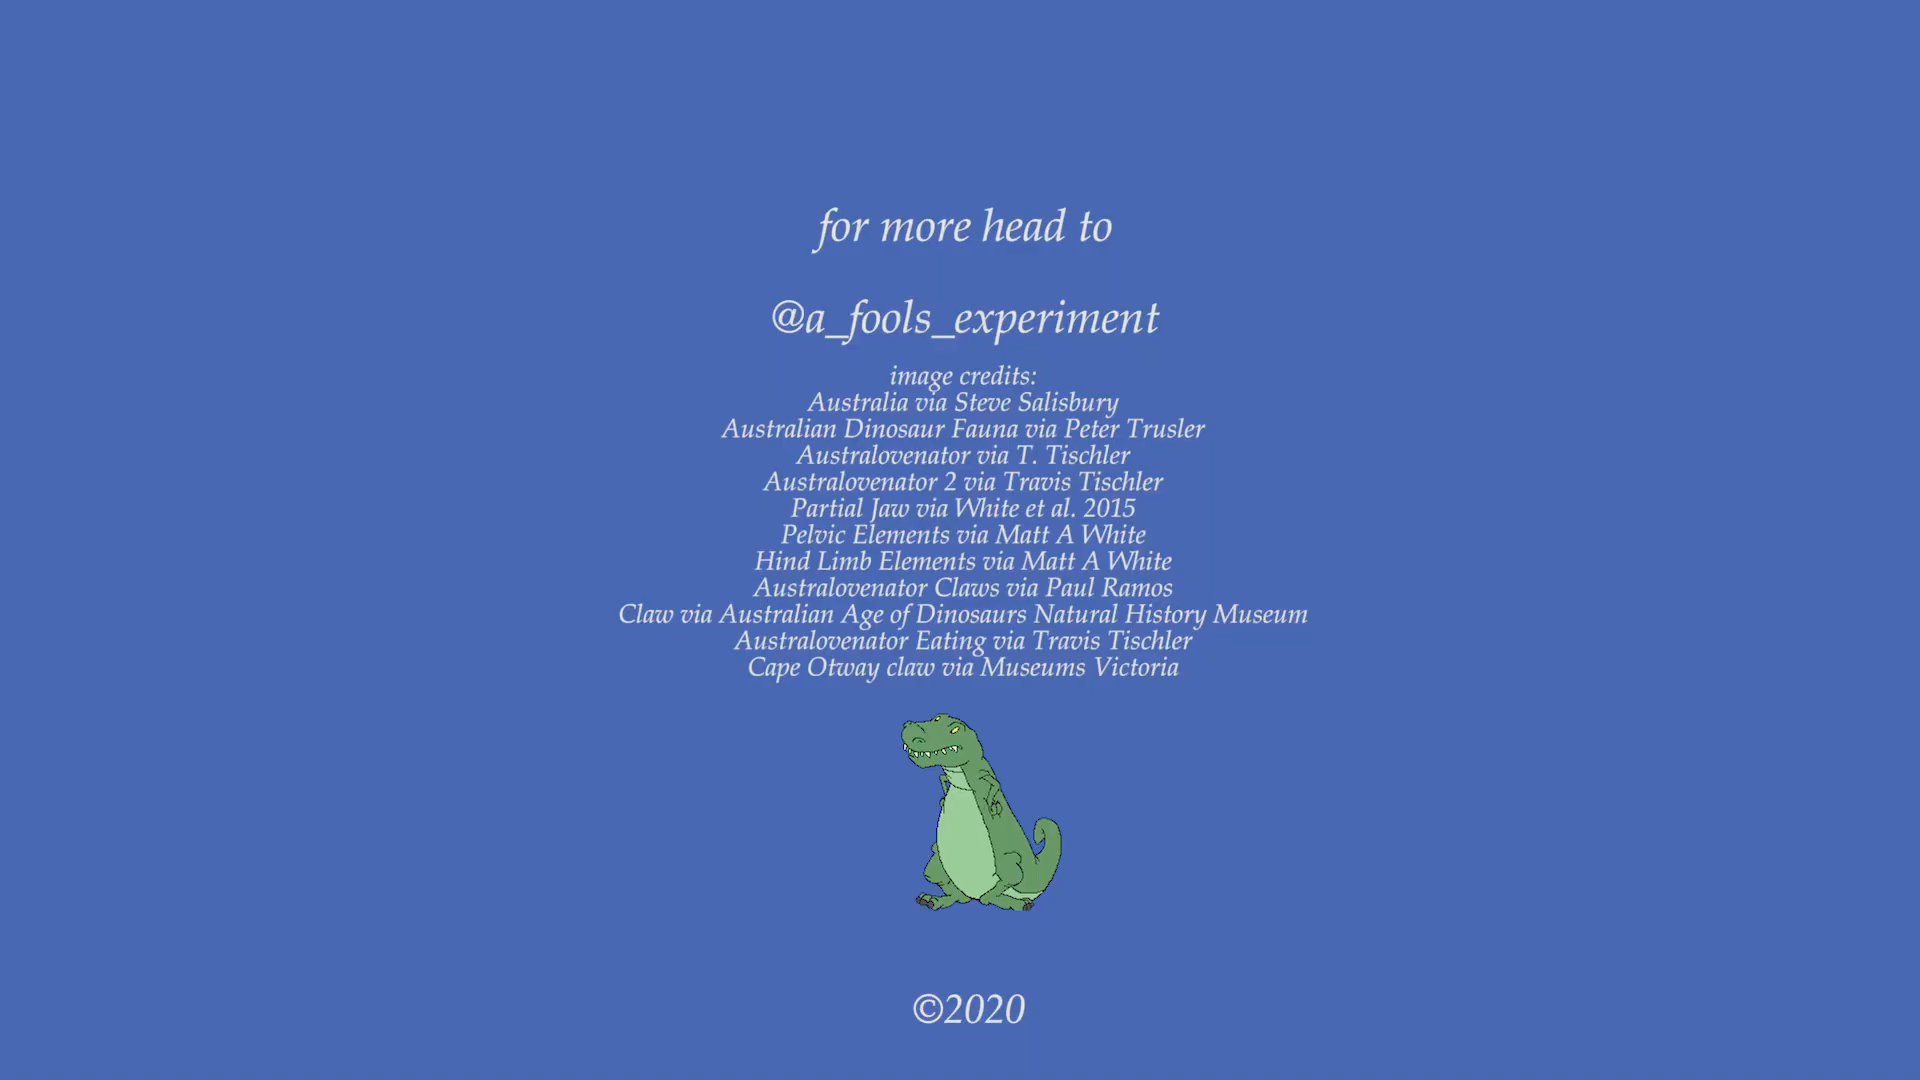 for more head to
@a_fools_experiment
image credits:
Australia via Steve Salisbury
Australian Dinosaur Fauna via Peter Trusler
Australovenator via T. Tischler
Australovenator 2 via Travis Tischler
Partial Jaw via White et al. 2015
Pelvic Elements via Matt A White
Hind Limb Elements via Matt A White
Australovenator Claws via Paul Ramos
Claw via Australian Age of Dinosaurs Natural History Museum
Australovenator Eating via Travis Tischler
Cape Otway claw via Museums Victoria
©2020